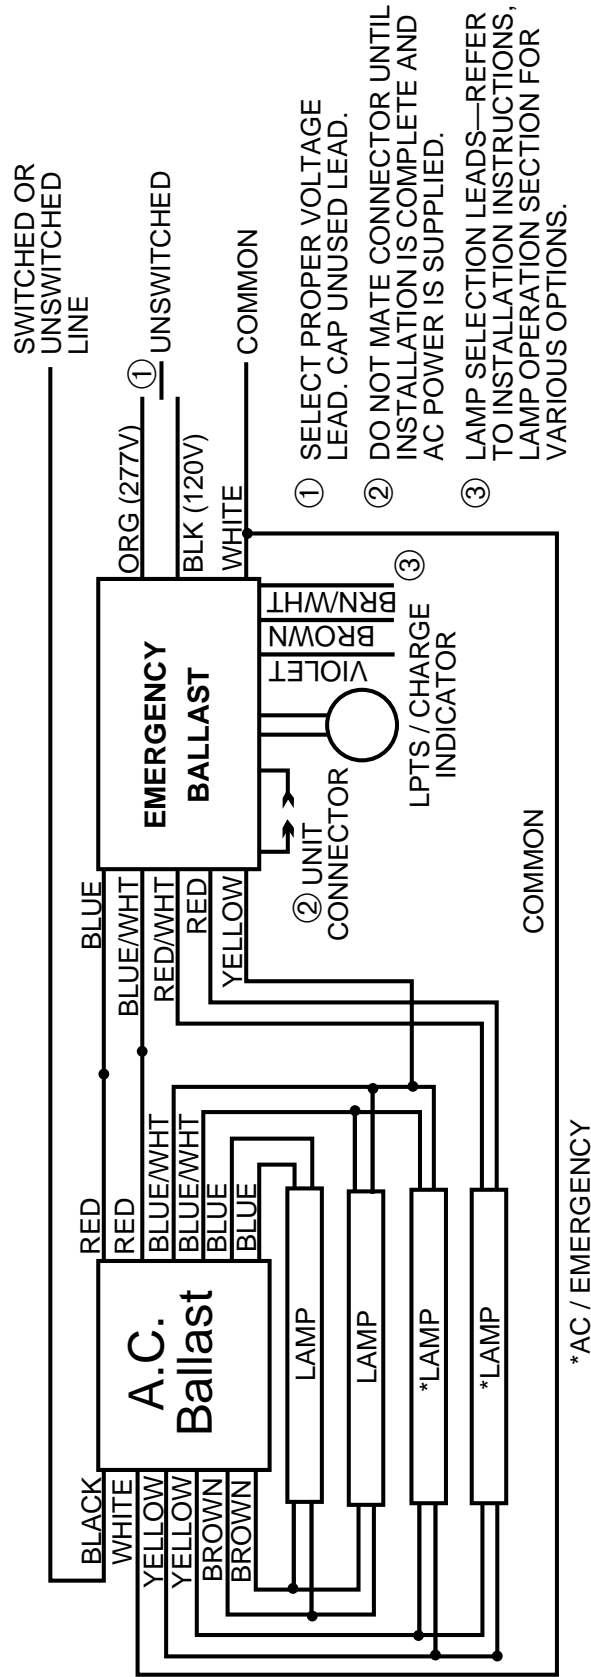 SWITCHED OR
UNSWITCHED
LINE
ORG (277V)
① UNSWITCHED
BLK (120V)
WHITE
COMMON
EMERGENCY
BALLAST
BLUE
BLUE/WHT
RED/WHT
RED
YELLOW
② UNIT
CONNECTOR
VIOLET
BROWN
BRN/WHT
③
LPTS / CHARGE
INDICATOR
RED
RED
BLUE/WHT
BLUE/WHT
BLUE
BLUE
A.C.
Ballast
BLACK
WHITE
YELLOW
YELLOW
BROWN
BROWN
LAMP
LAMP
*LAMP
*LAMP
COMMON
*AC / EMERGENCY
① SELECT PROPER VOLTAGE
LEAD. CAP UNUSED LEAD.
② DO NOT MATE CONNECTOR UNTIL
INSTALLATION IS COMPLETE AND
AC POWER IS SUPPLIED.
③ LAMP SELECTION LEADS—REFER
TO INSTALLATION INSTRUCTIONS,
LAMP OPERATION SECTION FOR
VARIOUS OPTIONS.